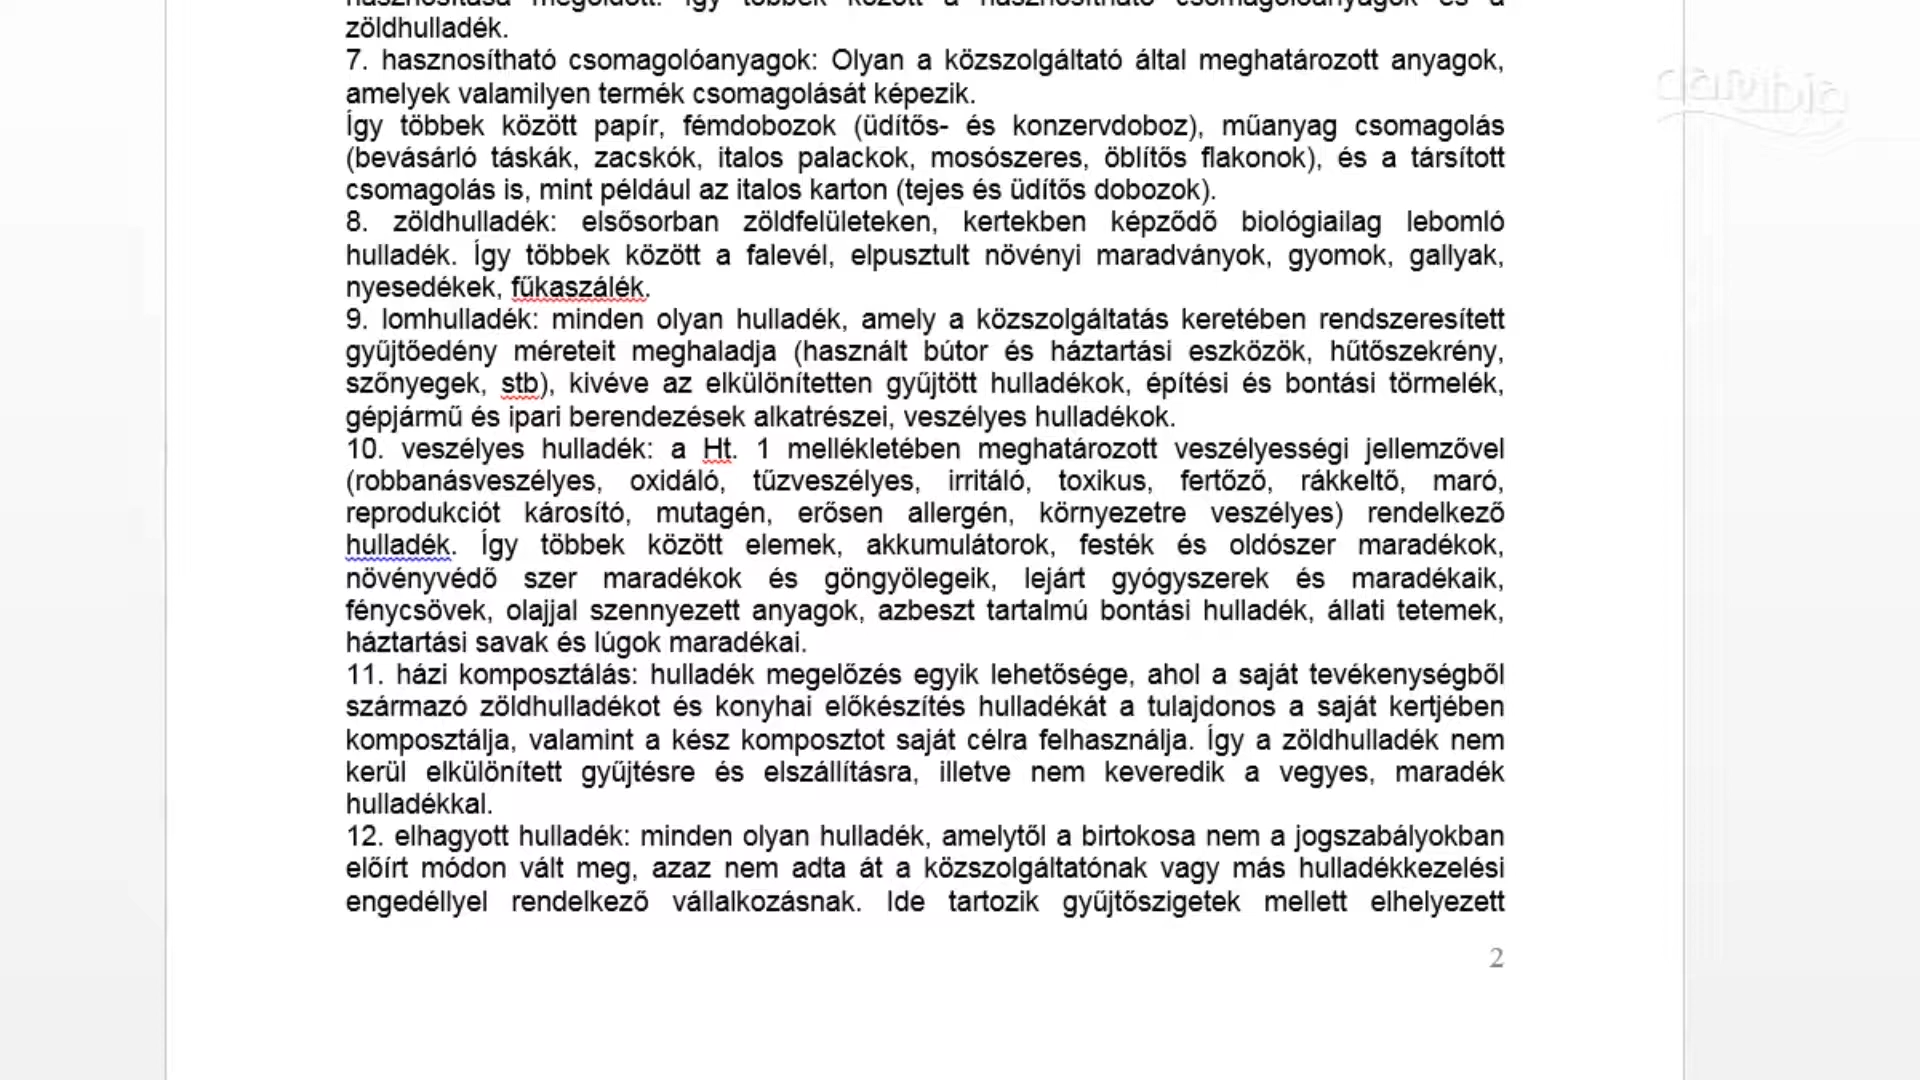 hasznosítása megoldott. Így többek között a hasznosítható csomagolóanyagok és a
zöldhulladék.
7. hasznosítható csomagolóanyagok: Olyan a közszolgáltató által meghatározott anyagok,
amelyek valamilyen termék csomagolását képezik.
Így többek között papír, fémdobozok (üdítős- és konzervdoboz), műanyag csomagolás
(bevásárló táskák, zacskók, italos palackok, mosószeres, öblítős flakonok), és a társított
csomagolás is, mint például az italos karton (tejes és üdítős dobozok).
8. zöldhulladék: elsősorban zöldfelületeken, kertekben képződő biológiailag lebomló
hulladék. Így többek között a falevél, elpusztult növényi maradványok, gyomok, gallyak,
nyesedékek, fűkaszálék.
9. lomhulladék: minden olyan hulladék, amely a közszolgáltatás keretében rendszeresített
gyűjtőedény méreteit meghaladja (használt bútor és háztartási eszközök, hűtőszekrény,
szőnyegek, stb), kivéve az elkülönítetten gyűjtött hulladékok, építési és bontási törmelék,
gépjármű és ipari berendezések alkatrészei, veszélyes hulladékok.
10. veszélyes hulladék: a Ht. 1 mellékletében meghatározott veszélyességi jellemzővel
(robbanásveszélyes, oxidáló, tűzveszélyes, irritáló, toxikus, fertőző, rákkeltő, maró,
reprodukciót károsító, mutagén, erősen allergén, környezetre veszélyes) rendelkező
hulladék. Így többek között elemek, akkumulátorok, festék és oldószer maradékok,
növényvédő szer maradékok és göngyölegeik, lejárt gyógyszerek és maradékaik,
fénycsövek, olajjal szennyezett anyagok, azbeszt tartalmú bontási hulladék, állati tetemek,
háztartási savak és lúgok maradékai.
11. házi komposztálás: hulladék megelőzés egyik lehetősége, ahol a saját tevékenységből
származó zöldhulladékot és konyhai előkészítés hulladékát a tulajdonos a saját kertjében
komposztálja, valamint a kész komposztot saját célra felhasználja. Így a zöldhulladék nem
kerül elkülönített gyűjtésre és elszállításra, illetve nem keveredik a vegyes, maradék
hulladékkal.
12. elhagyott hulladék: minden olyan hulladék, amelytől a birtokosa nem a jogszabályokban
előírt módon vált meg, azaz nem adta át a közszolgáltatónak vagy más hulladékkezelési
engedéllyel rendelkező vállalkozásnak. Ide tartozik gyűjtőszigetek mellett elhelyezett
2